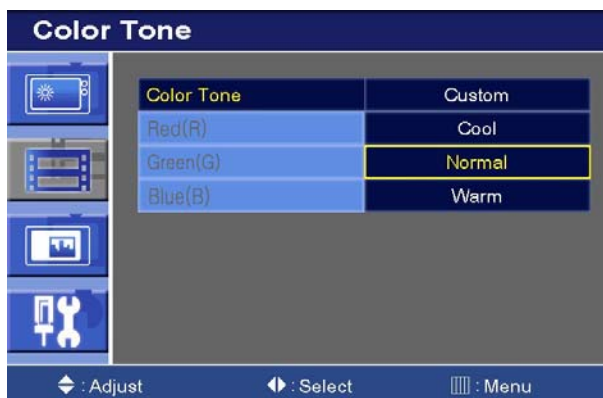 Color Tone
Color Tone Custom
Red(R) Cool
Green(G) Normal
Blue(B) Warm
: Adjust : Select : Menu